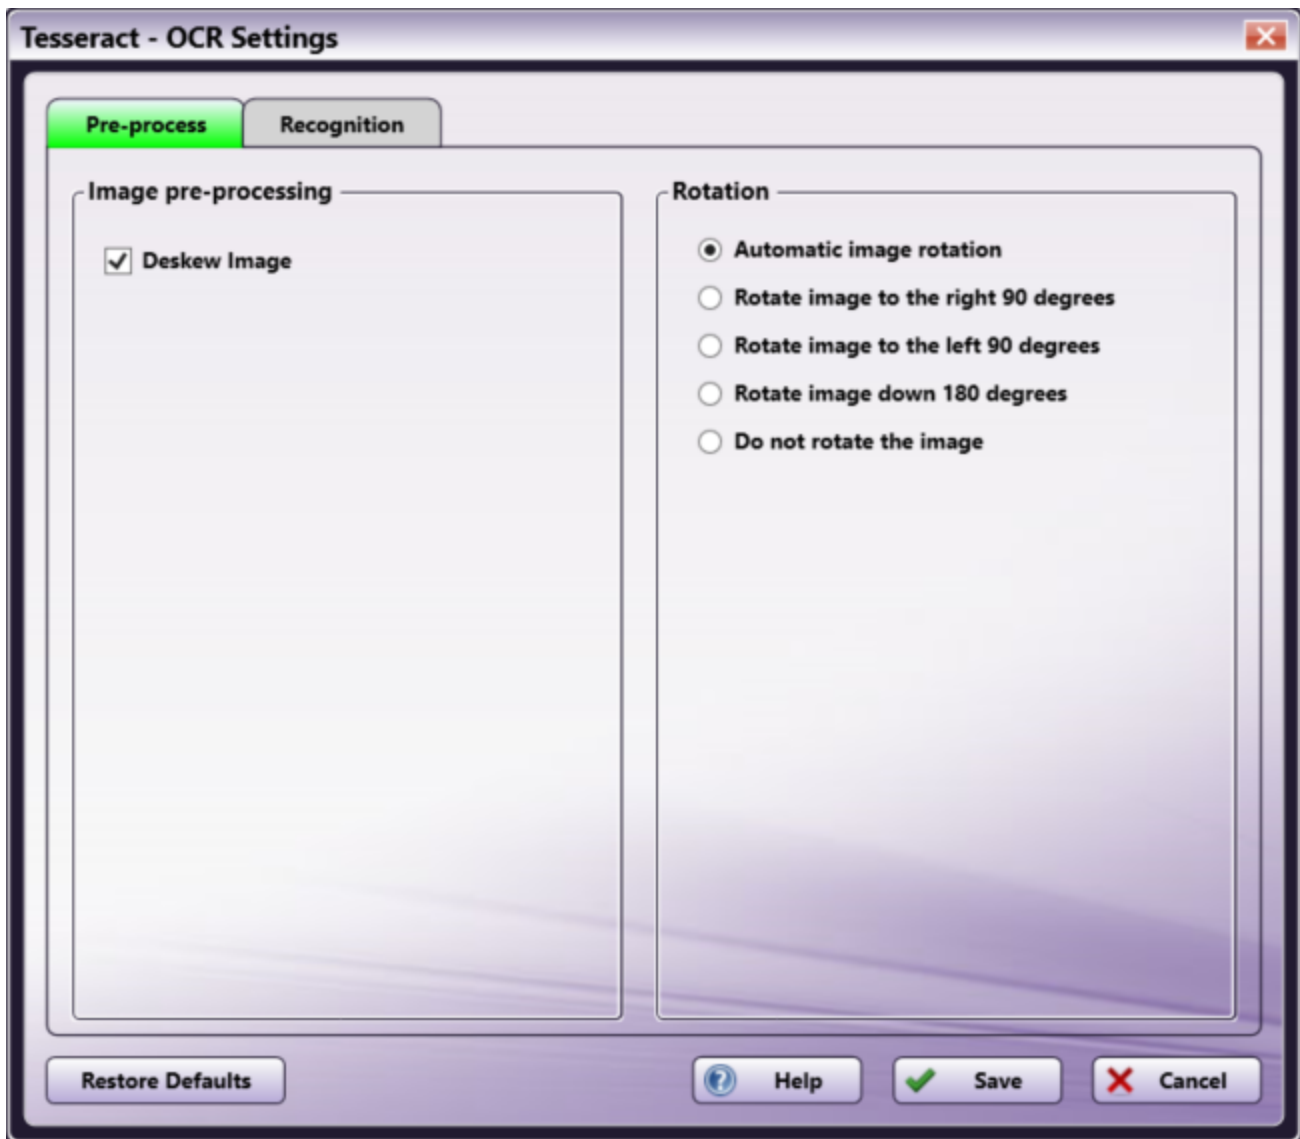 Tesseract - OCR Settings
Pre-process
Recognition
Image pre-processing
Deskew Image
Rotation
Automatic image rotation
Rotate image to the right 90 degrees
Rotate image to the left 90 degrees
Rotate image down 180 degrees
Do not rotate the image
Restore Defaults
Help
Save
Cancel